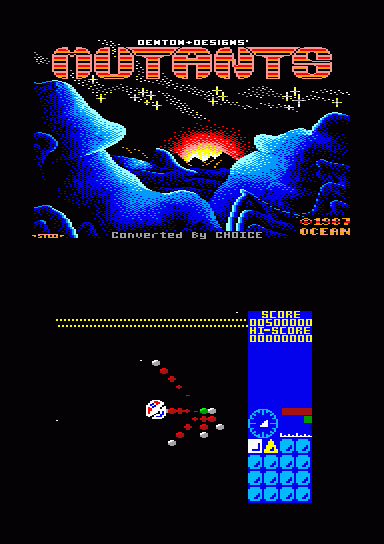 DENTON+DESIGNS'
MUTANTS
©1987
OCEAN
Converted By CHOICE
SCORE
00500000
HI-SCORE
00000000